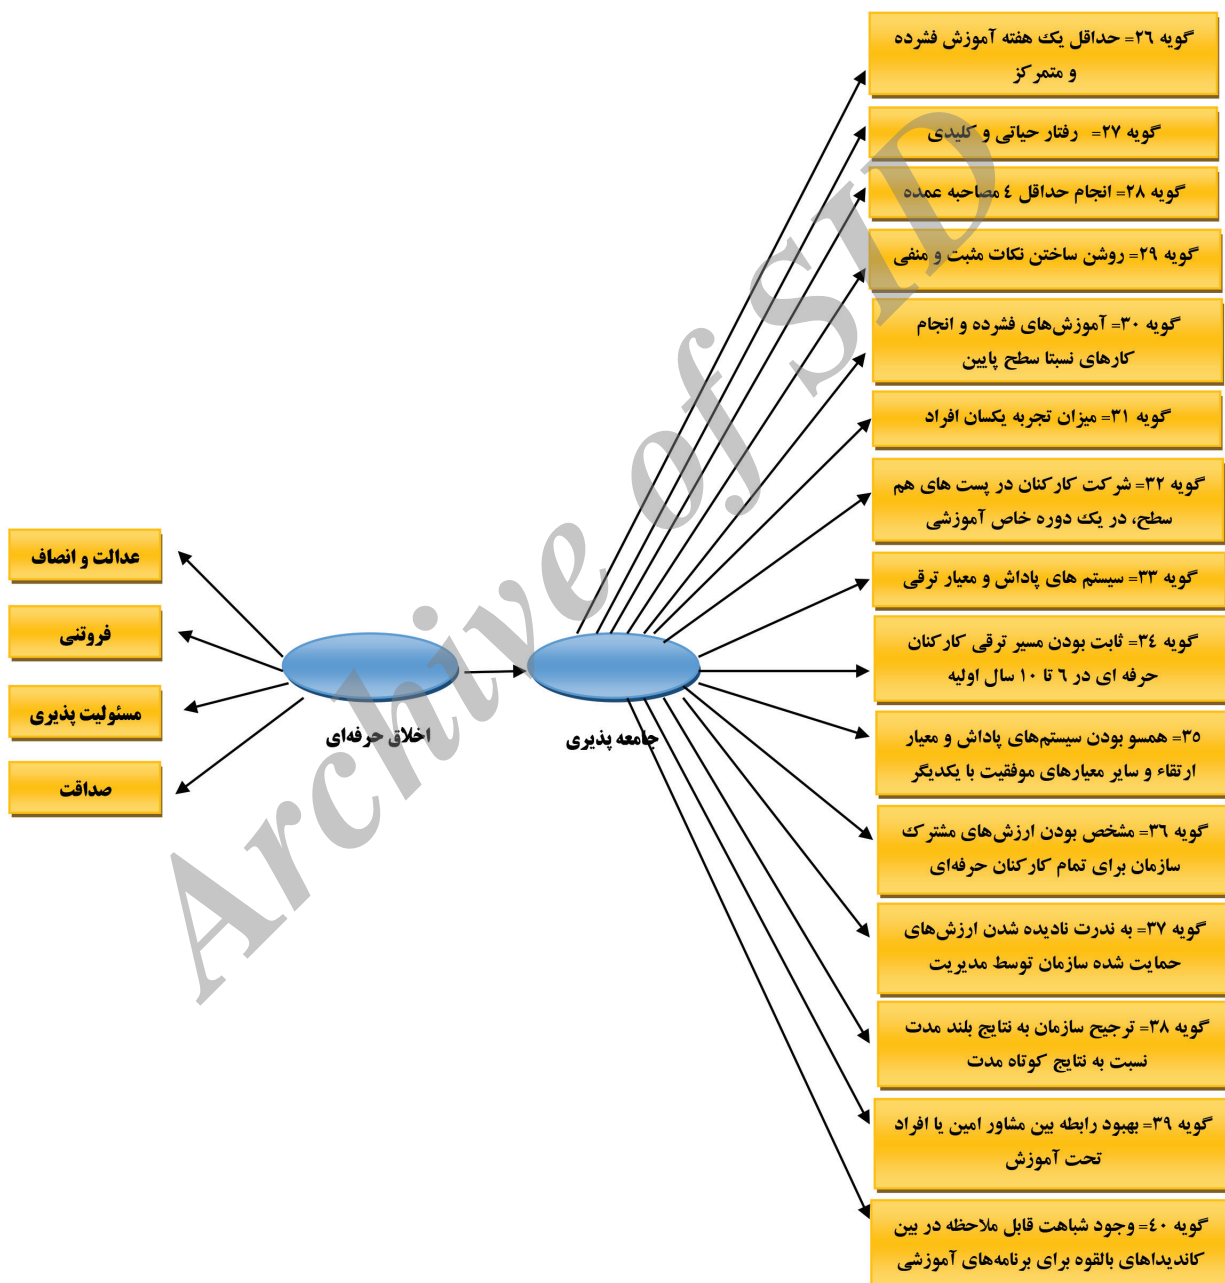 گویه ۲۶= حداقل یک هفته آموزش فشرده
و متمرکز
گویه ۲۷= رفتار حیاتی و کلیدی
گویه ۲۸= انجام حداقل ٤ مصاحبه عمده
گویه ۲۹= روشن ساختن نکات مثبت و منفی
گویه ۳۰= آموزش‌های فشرده و انجام
کارهای نسبتا سطح پایین
گویه ۳۱= میزان تجربه یکسان افراد
گویه ۳۲= شرکت کارکنان در پست های هم
سطح، در یک دوره خاص آموزشی
گویه ۳۳= سیستم های پاداش و معیار ترقی
گویه ۳٤= ثابت بودن مسیر ترقی کارکنان
حرفه ای در ٦ تا ۱۰ سال اولیه
۳٥= همسو بودن سیستم‌های پاداش و معیار
ارتقاء و سایر معیارهای موفقیت با یکدیگر
گویه ۳٦= مشخص بودن ارزش‌های مشترک
سازمان برای تمام کارکنان حرفه‌ای
گویه ۳۷= به ندرت نادیده شدن ارزش‌های
حمایت شده سازمان توسط مدیریت
گویه ۳۸= ترجیح سازمان به نتایج بلند مدت
نسبت به نتایج کوتاه مدت
گویه ۳۹= بهبود رابطه بین مشاور امین یا افراد
تحت آموزش
گویه ٤۰= وجود شباهت قابل ملاحظه در بین
کاندیداهای بالقوه برای برنامه‌های آموزشی
جامعه پذیری
اخلاق حرفه‌ای
عدالت و انصاف
فروتنی
مسئولیت پذیری
صداقت
Archive of SID